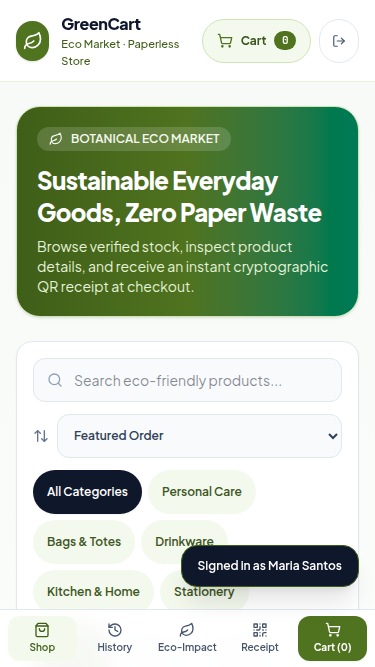 GreenCart
Eco Market · Paperless
Store
Cart 0
BOTANICAL ECO MARKET
Sustainable Everyday
Goods, Zero Paper Waste
Browse verified stock, inspect product
details, and receive an instant cryptographic
QR receipt at checkout.
Search eco-friendly products...
Featured Order
All Categories
Personal Care
Bags & Totes
Drinkware
Kitchen & Home
Stationery
Signed in as Maria Santos
Shop
History
Eco-Impact
Receipt
Cart (0)